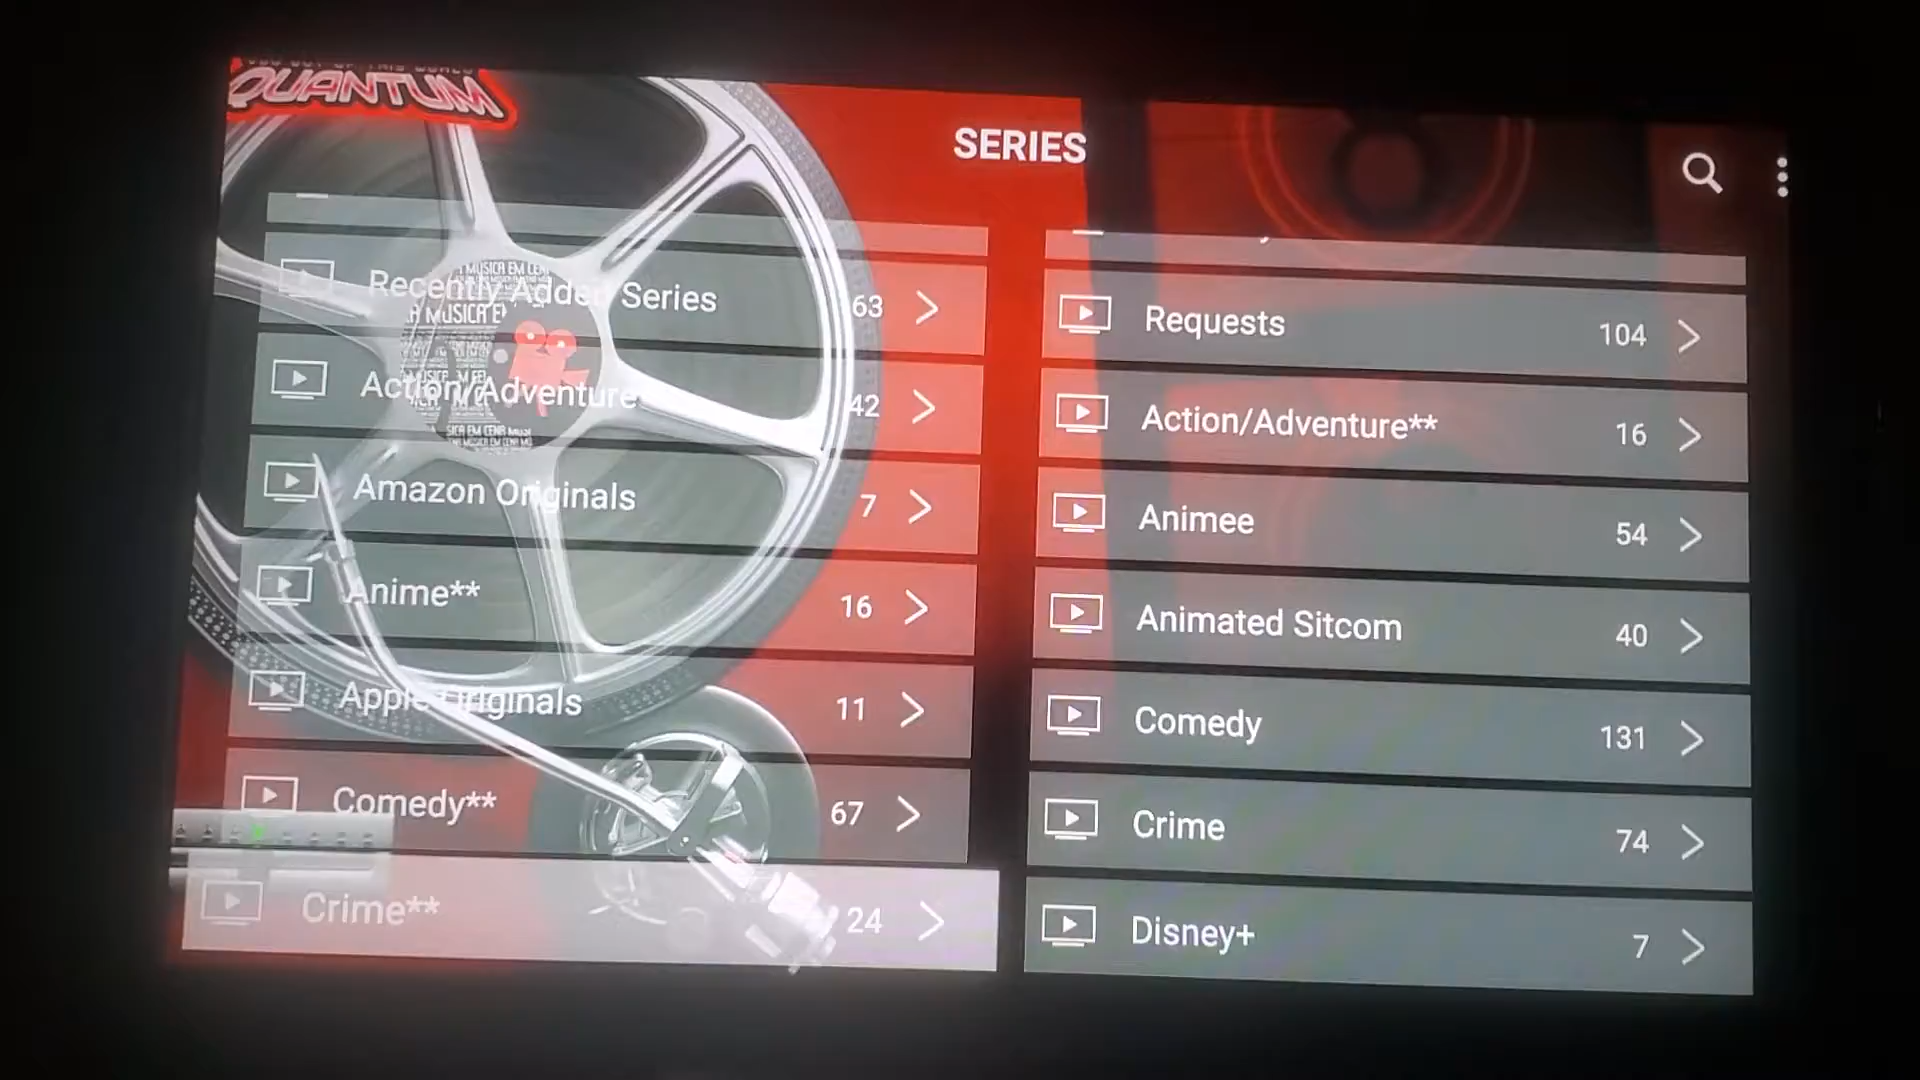 QUANTUM
SERIES
Recently Added Series 63
Requests 104
Action/Adventure 42
Action/Adventure** 16
Amazon Originals 7
Animee 54
Anime** 16
Animated Sitcom 40
Apple Originals 11
Comedy 131
Comedy** 67
Crime 74
Crime** 24
Disney+ 7